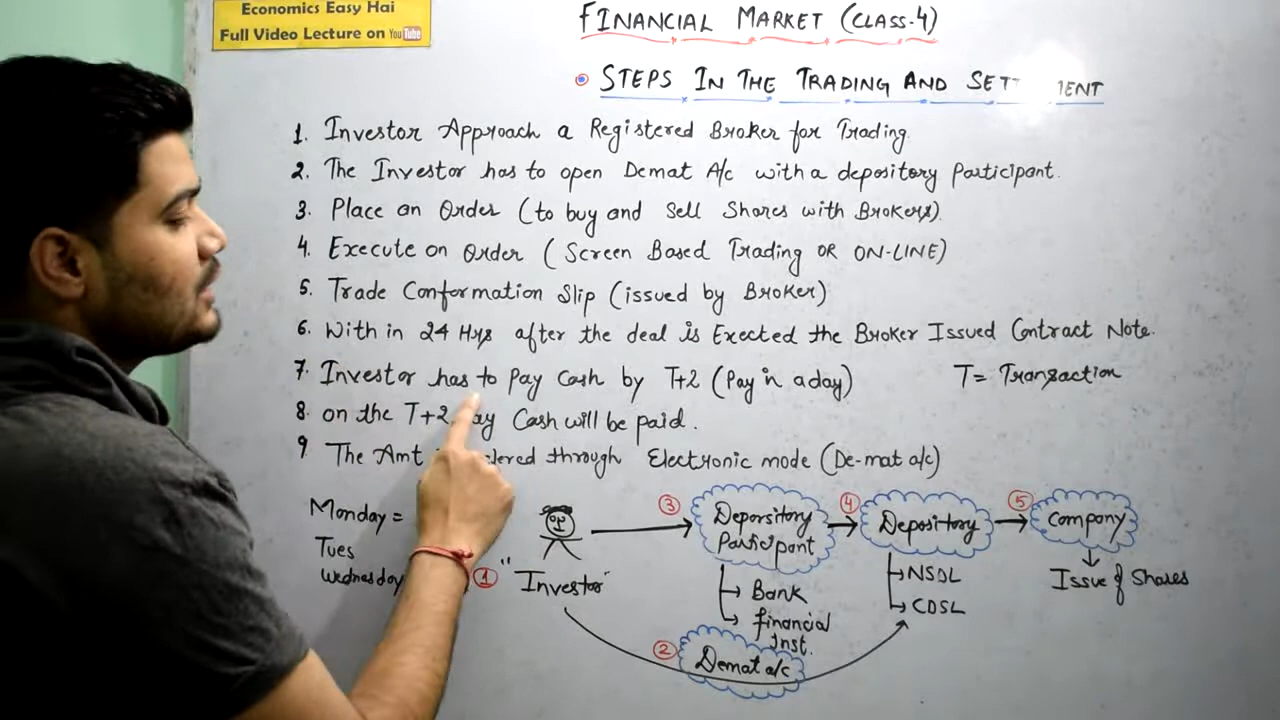 Economics Easy Hai
Full Video Lecture on YouTube
FINANCIAL MARKET (CLASS-4)
STEPS IN THE TRADING AND
1. Investor Approach a Registered Broker for Trading.
2. The Investor has to open Demat A/c with a depository Participant.
3. Place an Order (to buy and Sell Shares with Brokers).
4. Execute on Order (Screen Based Trading OR ON-LINE)
5. Trade Conformation Slip (issued by Broker)
6. With in 24 Hrs after the deal is Exected the Broker Issued Contract Note.
7. Investor has to Pay Cash by T+2 (Pay in a day) T = Transaction
8. on the T+2 Cash will be paid.
9 The Amt through Electronic mode (De-mat a/c)
Monday =
Tues
Wednesday
1 "Investor"
3 Deporsitory
Participant
Bank
Financial
Inst.
2 Demat a/c
4 Depository
NSDL
CDSL
5 Company
Issue of Shares